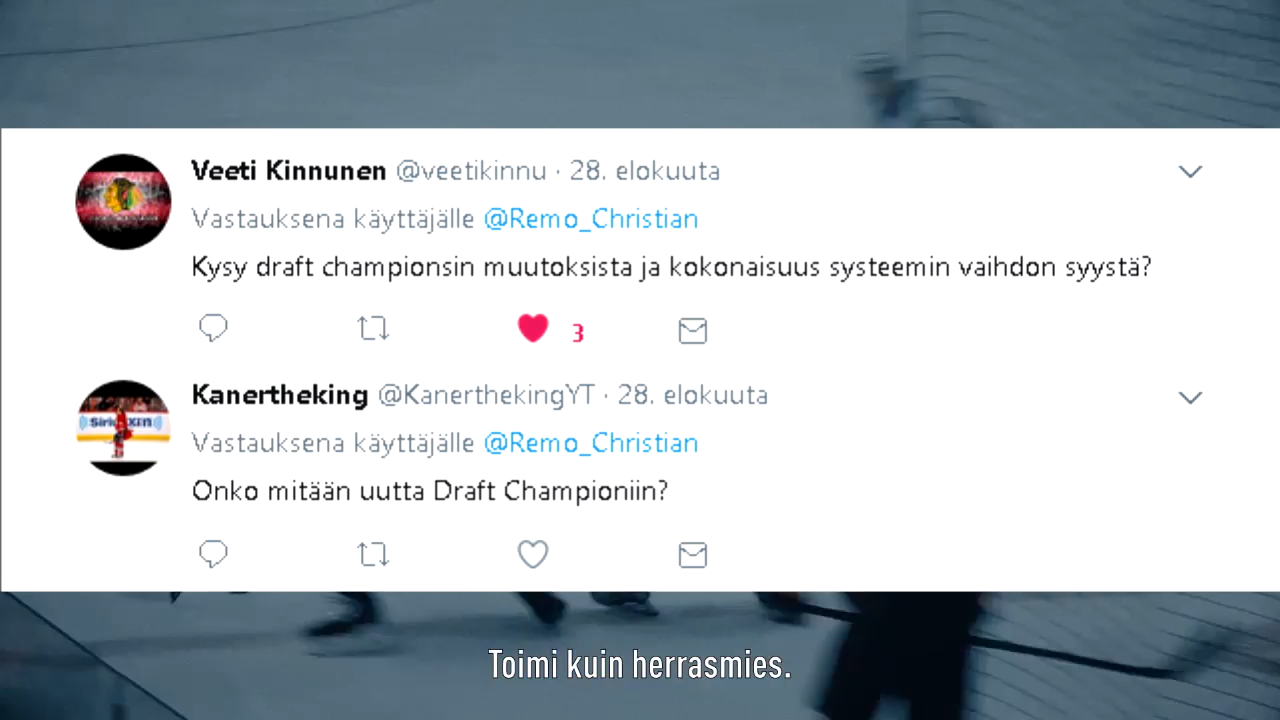 Veeti Kinnunen @veetikinnu · 28. elokuuta
Vastauksena käyttäjälle @Remo_Christian
Kysy draft championsin muutoksista ja kokonaisuus systeemin vaihdon syystä?
3
Kanertheking @KanerthekingYT · 28. elokuuta
Vastauksena käyttäjälle @Remo_Christian
Onko mitään uutta Draft Championiin?
Toimi kuin herrasmies.